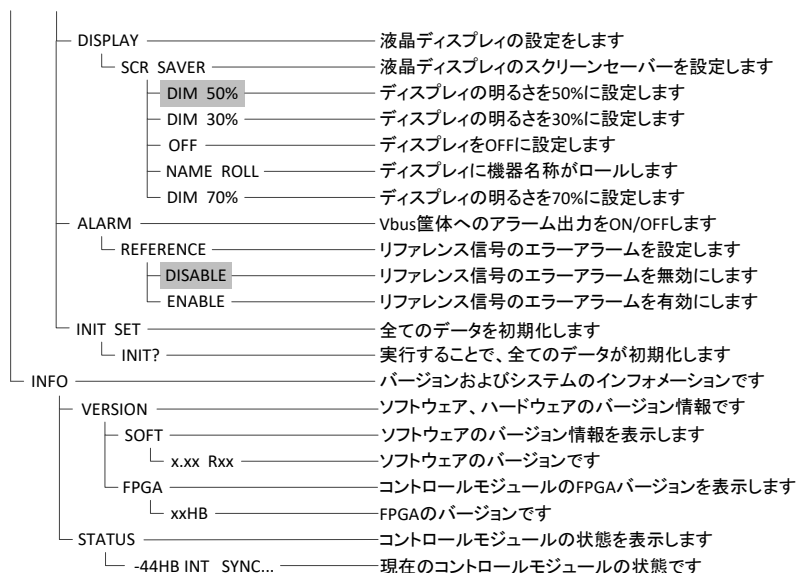 DISPLAY 液晶ディスプレィの設定をします
SCR SAVER 液晶ディスプレィのスクリーンセーバーを設定します
DIM 50% ディスプレィの明るさを50%に設定します
DIM 30% ディスプレィの明るさを30%に設定します
OFF ディスプレィをOFFに設定します
NAME ROLL ディスプレィに機器名称がロールします
DIM 70% ディスプレィの明るさを70%に設定します
ALARM Vbus筐体へのアラーム出力をON/OFFします
REFERENCE リファレンス信号のエラーアラームを設定します
DISABLE リファレンス信号のエラーアラームを無効にします
ENABLE リファレンス信号のエラーアラームを有効にします
INIT SET 全てのデータを初期化します
INIT? 実行することで、全てのデータが初期化します
INFO バージョンおよびシステムのインフォメーションです
VERSION ソフトウェア、ハードウェアのバージョン情報です
SOFT ソフトウェアのバージョン情報を表示します
x.xx Rxx ソフトウェアのバージョンです
FPGA コントロールモジュールのFPGAバージョンを表示します
xxHB FPGAのバージョンです
STATUS コントロールモジュールの状態を表示します
-44HB INT SYNC... 現在のコントロールモジュールの状態です